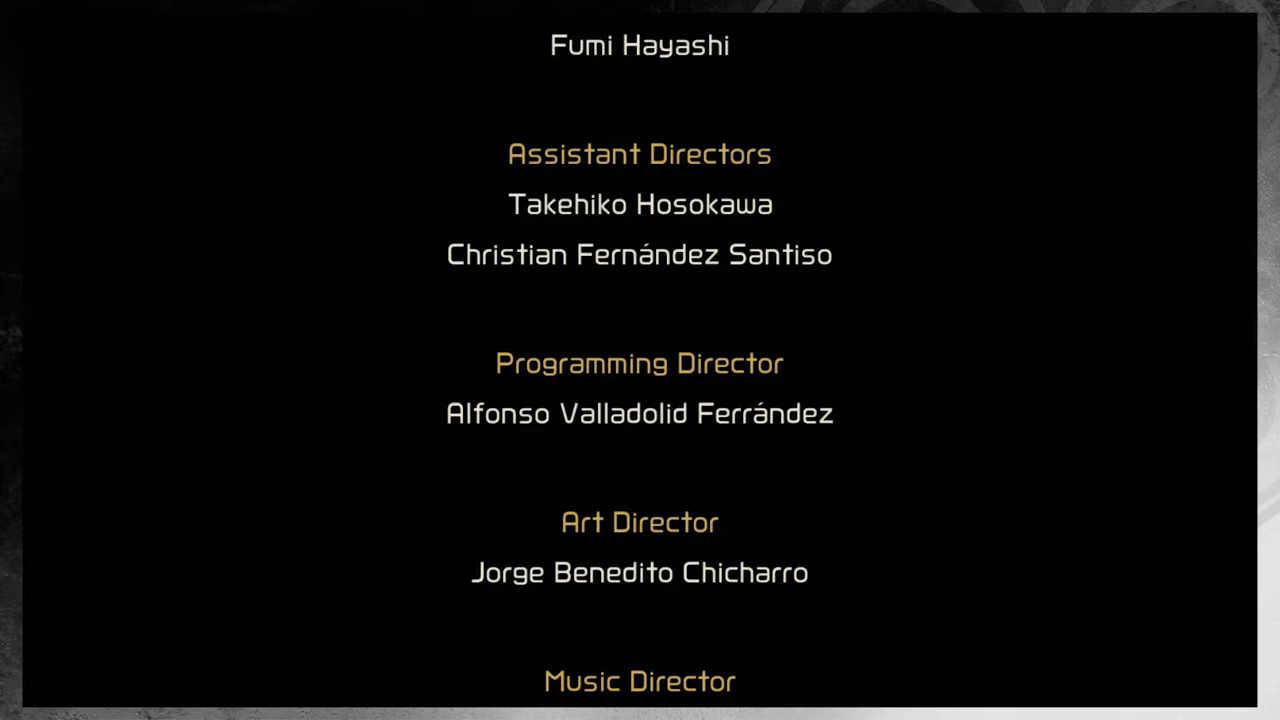 Fumi Hayashi
Assistant Directors
Takehiko Hosokawa
Christian Fernández Santiso
Programming Director
Alfonso Valladolid Ferrández
Art Director
Jorge Benedito Chicharro
Music Director